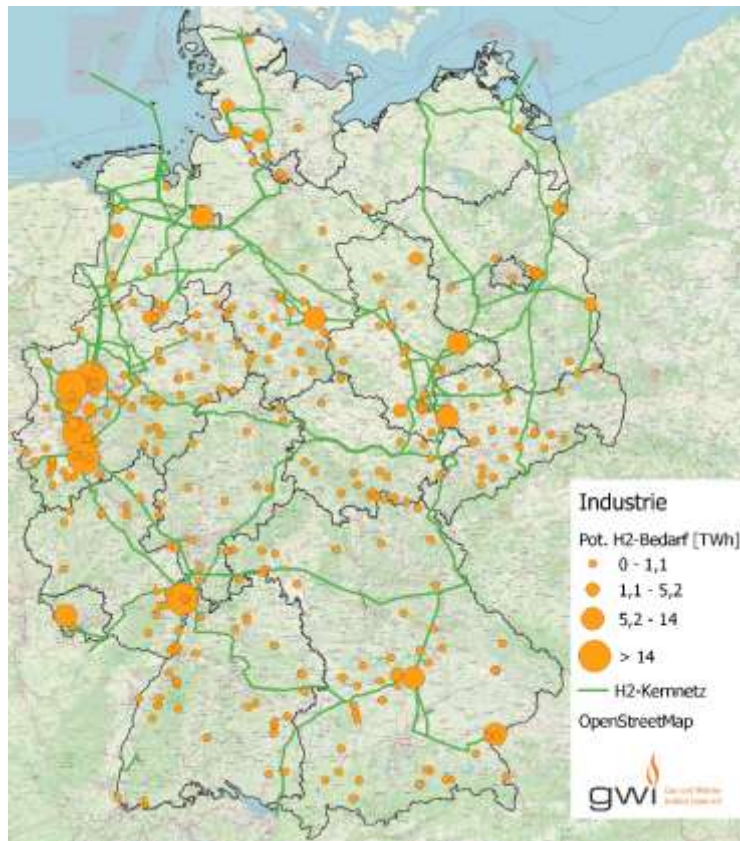 Industrie
Pot. H2-Bedarf [TWh]
0 - 1,1
1,1 - 5,2
5,2 - 14
> 14
H2-Kernnetz
OpenStreetMap
gwi